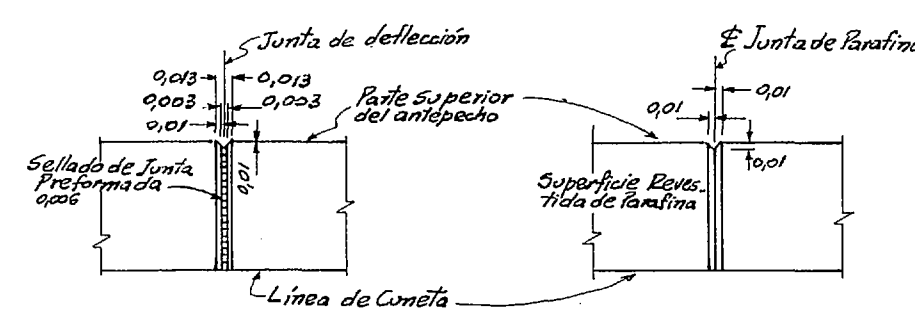 Junta de deflección
0,013
0,013
0,003
0,003
0,01
Parte superior
del antepecho
Sellado de Junta
Preformada
0,006
0,01
Línea de Cuneta
℄ Junta de Parafina
0,01
0,01
0,01
Superficie Reves-
tida de Parafina